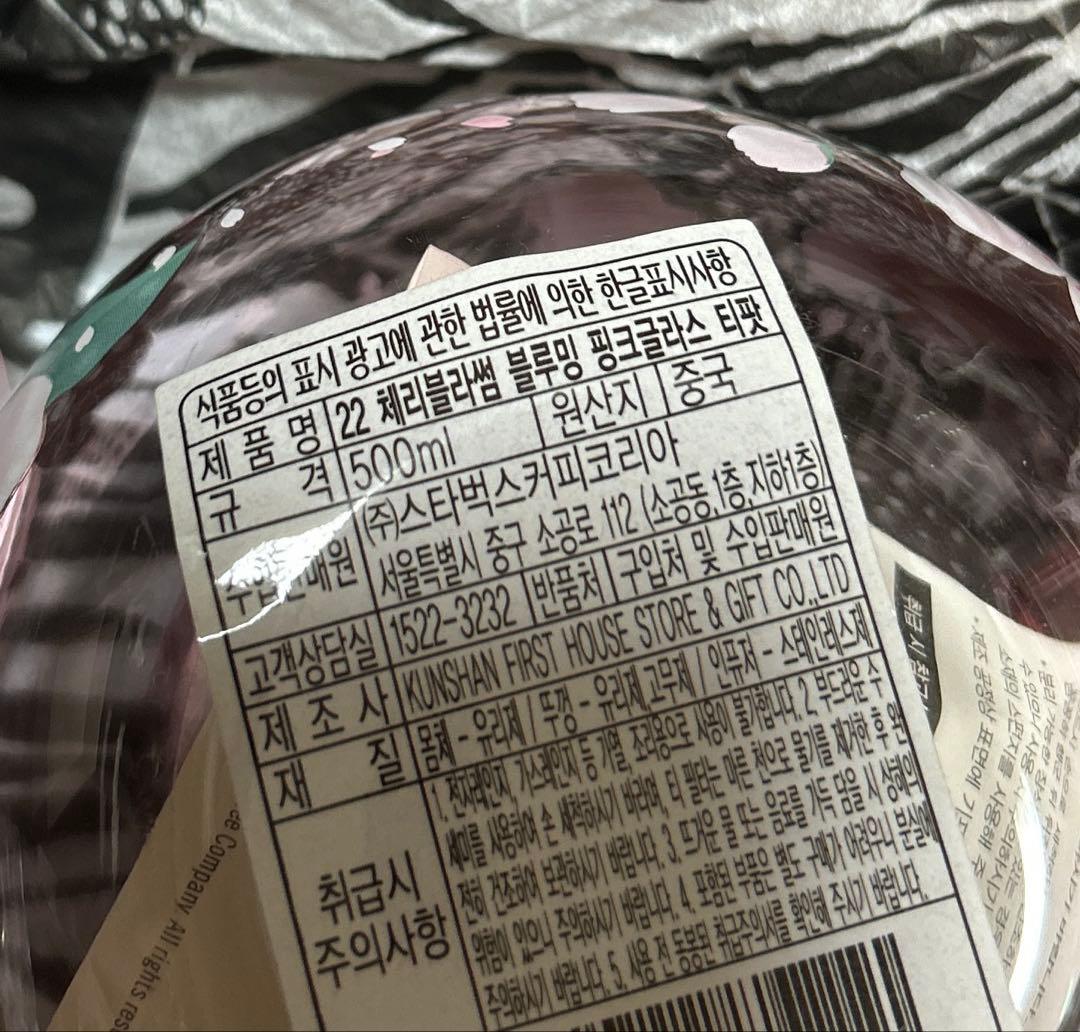 식품등의 표시 광고에 관한 법률에 의한 한글표시사항
제품명 22 체리블라썸 블루밍 핑크글라스 티팟
규격 500ml 원산지 중국
(주)스타벅스커피코리아
매원 서울특별시 중구 소공로 112 (소공동,1층,지하1층)
고객상담실 1522-3232 반품처 구입처 및 수입판매원
제조사 KUNSHAN FIRST HOUSE STORE & GIFT CO.,LTD
재질 몸체 - 유리제 / 뚜껑 - 유리제,고무제 / 인퓨저 - 스테인레스제
취급시
주의사항
1. 전자레인지, 가스레인지 등 가열 조리용으로 사용이 불가합니다. 2. 부드러운 수
세미를 사용하여 손 세척하시기 바라며, 티 필터는 마른 천으로 물기를 제거한 후 완
전히 건조하여 보관하시기 바랍니다. 3. 뜨거운 물 또는 음료를 가득 담을 시 상해의
위험이 있으니 주의하시기 바랍니다. 4. 포함된 부품은 별도 구매가 어려우니 분실에
주의하시기 바랍니다. 5. 사용 전 동봉된 취급주의서를 확인해 주시기 바랍니다.
ee Company All rights res